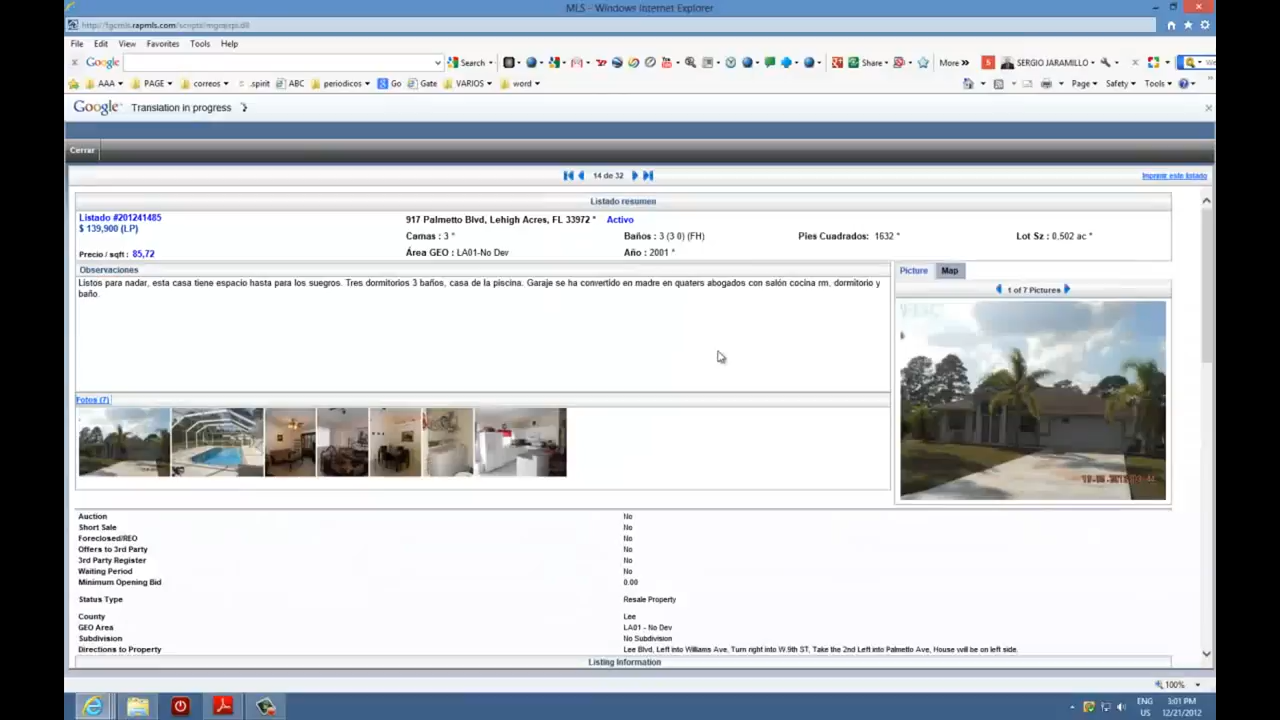 MLS - Windows Internet Explorer
http://fgcmls.rapmls.com/scripts/mgrqispi.dll
File Edit View Favorites Tools Help
Google Search More » SERGIO JARAMILLO
Share
AAA PAGE correos .spirit ABC periodicos Go Gate VARIOS word Page Safety Tools
Google Translation in progress
Cerrar
14 de 32 Imprimir este listado
Listado resumen
Listado #201241485 917 Palmetto Blvd, Lehigh Acres, FL 33972 * Activo
$ 139,900 (LP) Camas : 3 * Baños : 3 (3 0) (FH) Pies Cuadrados: 1632 * Lot Sz : 0.502 ac *
Precio / sqft : 85,72 Área GEO : LA01-No Dev Año : 2001 *
Observaciones
Picture Map
Listos para nadar, esta casa tiene espacio hasta para los suegros. Tres dormitorios 3 baños, casa de la piscina. Garaje se ha convertido en madre en quaters abogados con salón cocina rm, dormitorio y
baño.
1 of 7 Pictures
Fotos (7)
Auction No
Short Sale No
Foreclosed/REO No
Offers to 3rd Party No
3rd Party Register No
Waiting Period No
Minimum Opening Bid 0.00
Status Type Resale Property
County Lee
GEO Area LA01 - No Dev
Subdivision No Subdivision
Directions to Property Lee Blvd, Left into Williams Ave, Turn right into W.9th ST, Take the 2nd Left into Palmetto Ave, House will be on left side.
Listing Information
100%
ENG 3:01 PM
US 12/21/2012